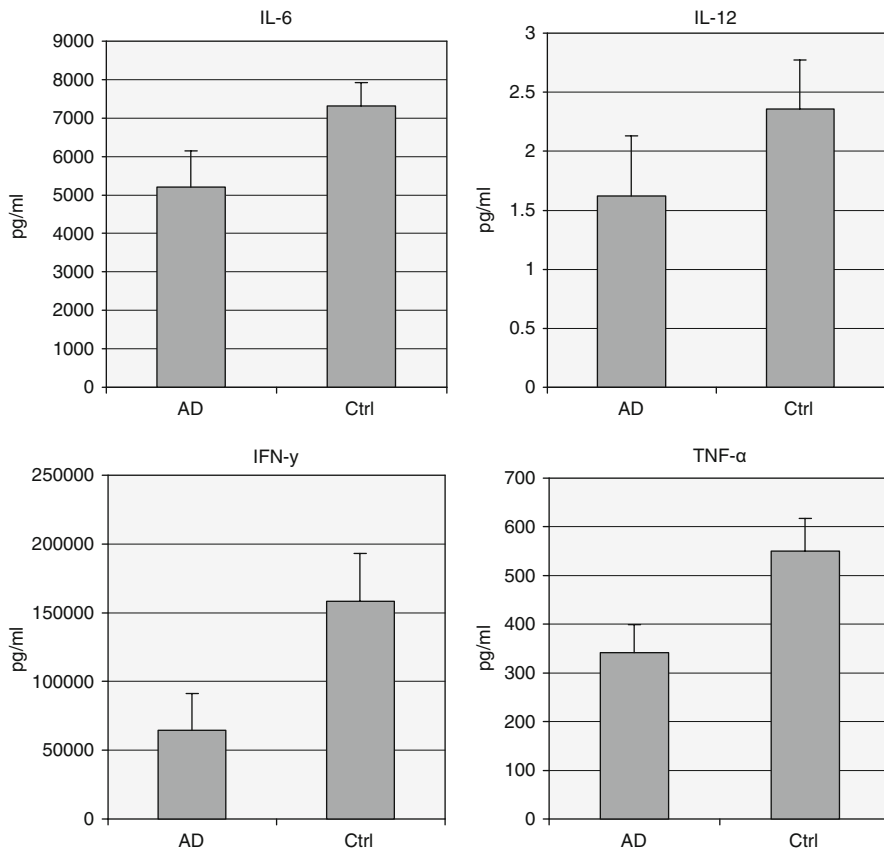 IL-6
9000
8000
7000
6000
5000
4000
3000
2000
1000
0
pg/ml
AD Ctrl
IL-12
3
2.5
2
1.5
1
0.5
0
pg/ml
AD Ctrl
IFN-y
250000
200000
150000
100000
50000
0
pg/ml
AD Ctrl
TNF-α
700
600
500
400
300
200
100
0
pg/ml
AD Ctrl